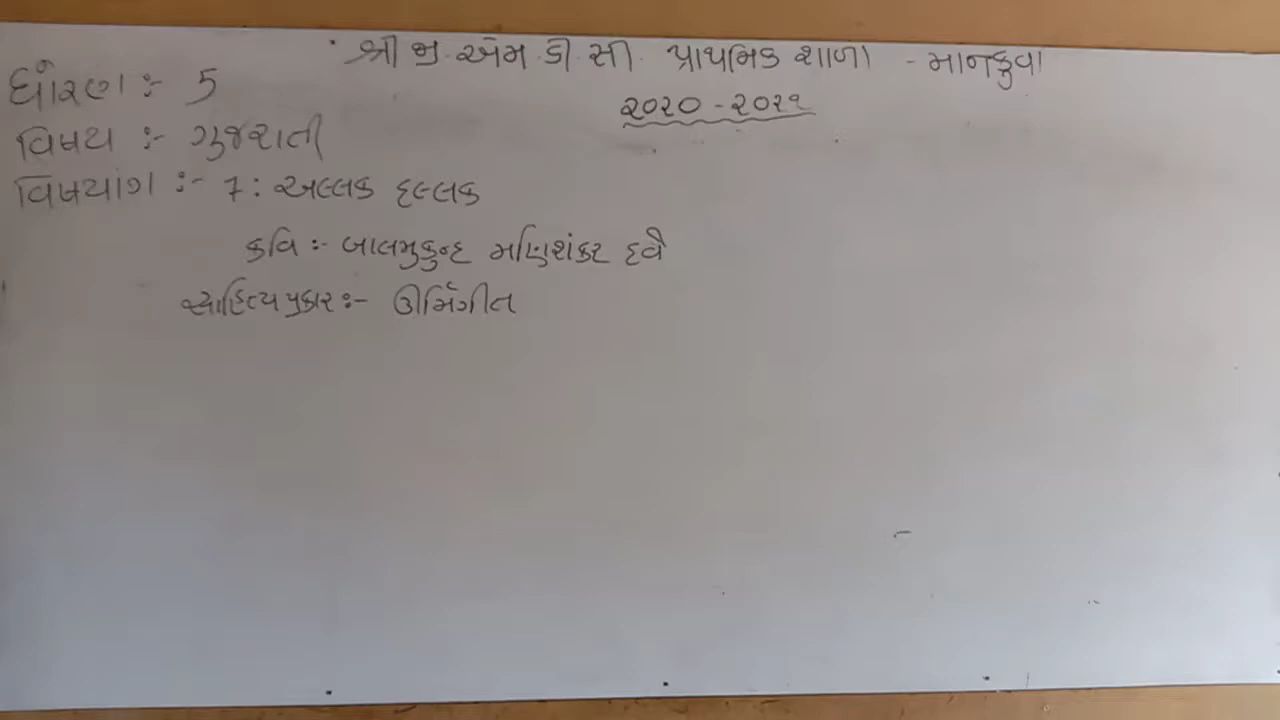 શ્રી જી.એમ.ડી.સી. પ્રાથમિક શાળા - માનકુવા
૨૦૨૦ - ૨૦૨૧
ધોરણ :- 5
વિષય :- ગુજરાતી
વિષયાંગ :- 7 : અલ્લક દલ્લક
કવિ :- બાલમુકુન્દ મણિશંકર દવે
સાહિત્યપ્રકાર :- ઊર્મિગીત